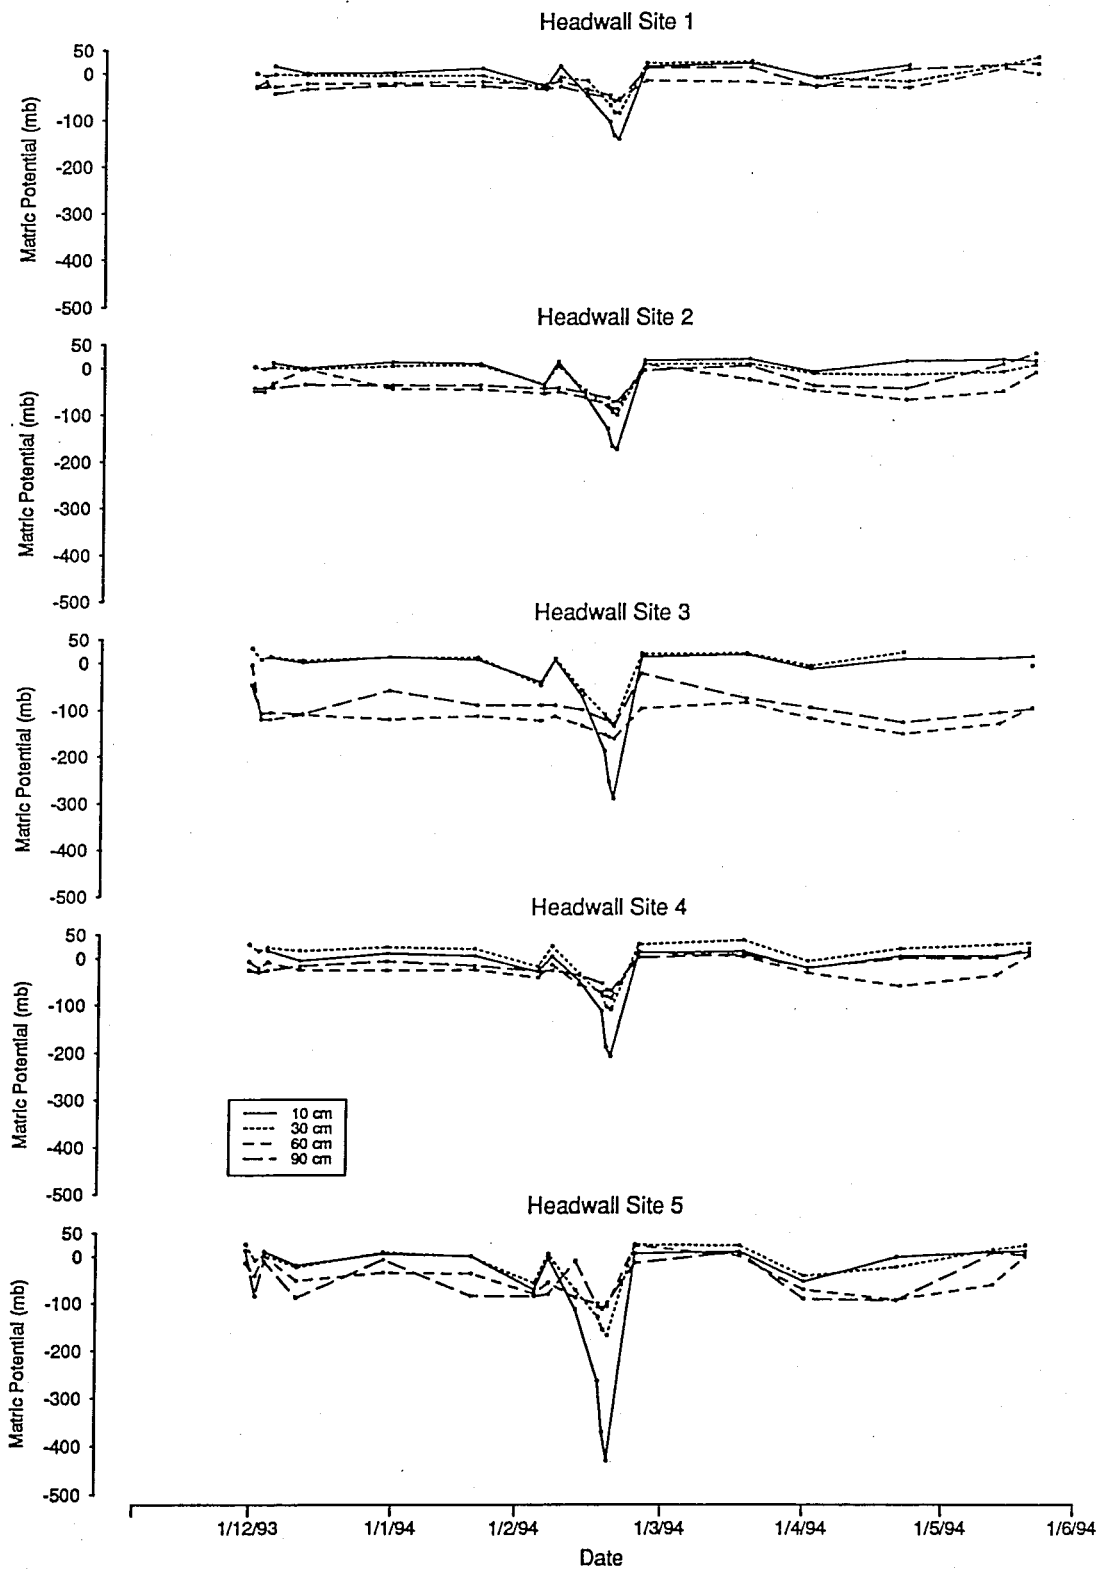 Headwall Site 1
50
0
-100
-200
-300
-400
-500
Matric Potential (mb)
Headwall Site 2
50
0
-100
-200
-300
-400
-500
Matric Potential (mb)
Headwall Site 3
50
0
-100
-200
-300
-400
-500
Matric Potential (mb)
Headwall Site 4
50
0
-100
-200
-300
-400
-500
Matric Potential (mb)
10 cm
30 cm
60 cm
90 cm
Headwall Site 5
50
0
-100
-200
-300
-400
-500
Matric Potential (mb)
1/12/93 1/1/94 1/2/94 1/3/94 1/4/94 1/5/94 1/6/94
Date